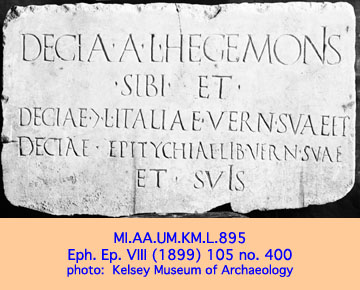 DECIA·A·L·HEGEMONIS
·SIBI·ET·
DECIAE·Ɔ·L·ITALIAE·VERN·SVAE ET
DECIAE·EPITYCHIAE·LIB·VERN·SVAE
ET·SVIS
MI.AA.UM.KM.L.895
Eph. Ep. VIII (1899) 105 no. 400
photo: Kelsey Museum of Archaeology